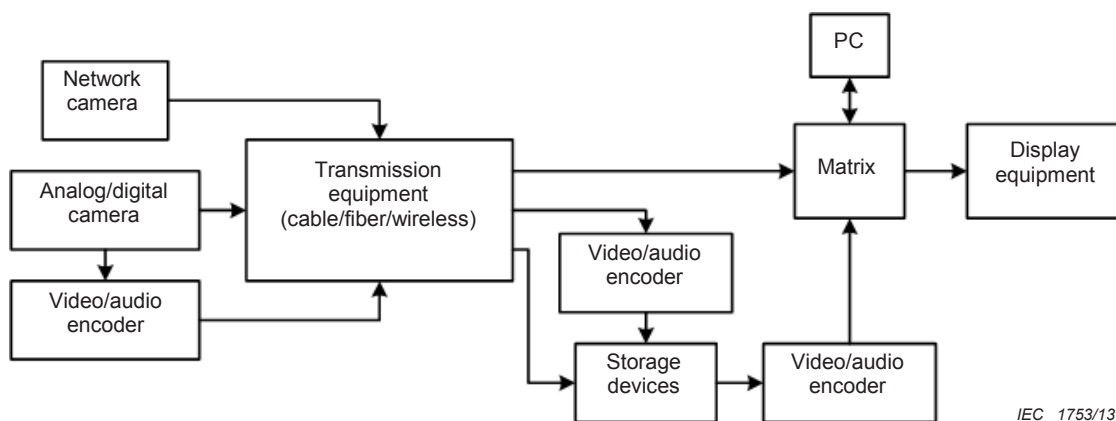 PC
Network
camera
Transmission
equipment
(cable/fiber/wireless)
Matrix
Display
equipment
Analog/digital
camera
Video/audio
encoder
Video/audio
encoder
Storage
devices
Video/audio
encoder
IEC 1753/13